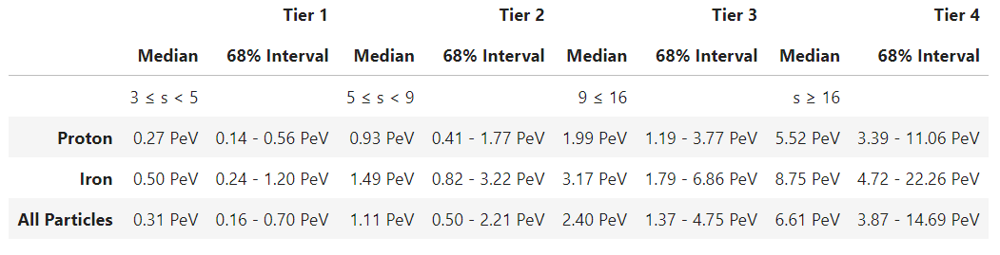 Tier 1 Tier 2 Tier 3 Tier 4
Median 68% Interval Median 68% Interval Median 68% Interval Median 68% Interval
3 ≤ s < 5 5 ≤ s < 9 9 ≤ 16 s ≥ 16
Proton 0.27 PeV 0.14 - 0.56 PeV 0.93 PeV 0.41 - 1.77 PeV 1.99 PeV 1.19 - 3.77 PeV 5.52 PeV 3.39 - 11.06 PeV
Iron 0.50 PeV 0.24 - 1.20 PeV 1.49 PeV 0.82 - 3.22 PeV 3.17 PeV 1.79 - 6.86 PeV 8.75 PeV 4.72 - 22.26 PeV
All Particles 0.31 PeV 0.16 - 0.70 PeV 1.11 PeV 0.50 - 2.21 PeV 2.40 PeV 1.37 - 4.75 PeV 6.61 PeV 3.87 - 14.69 PeV